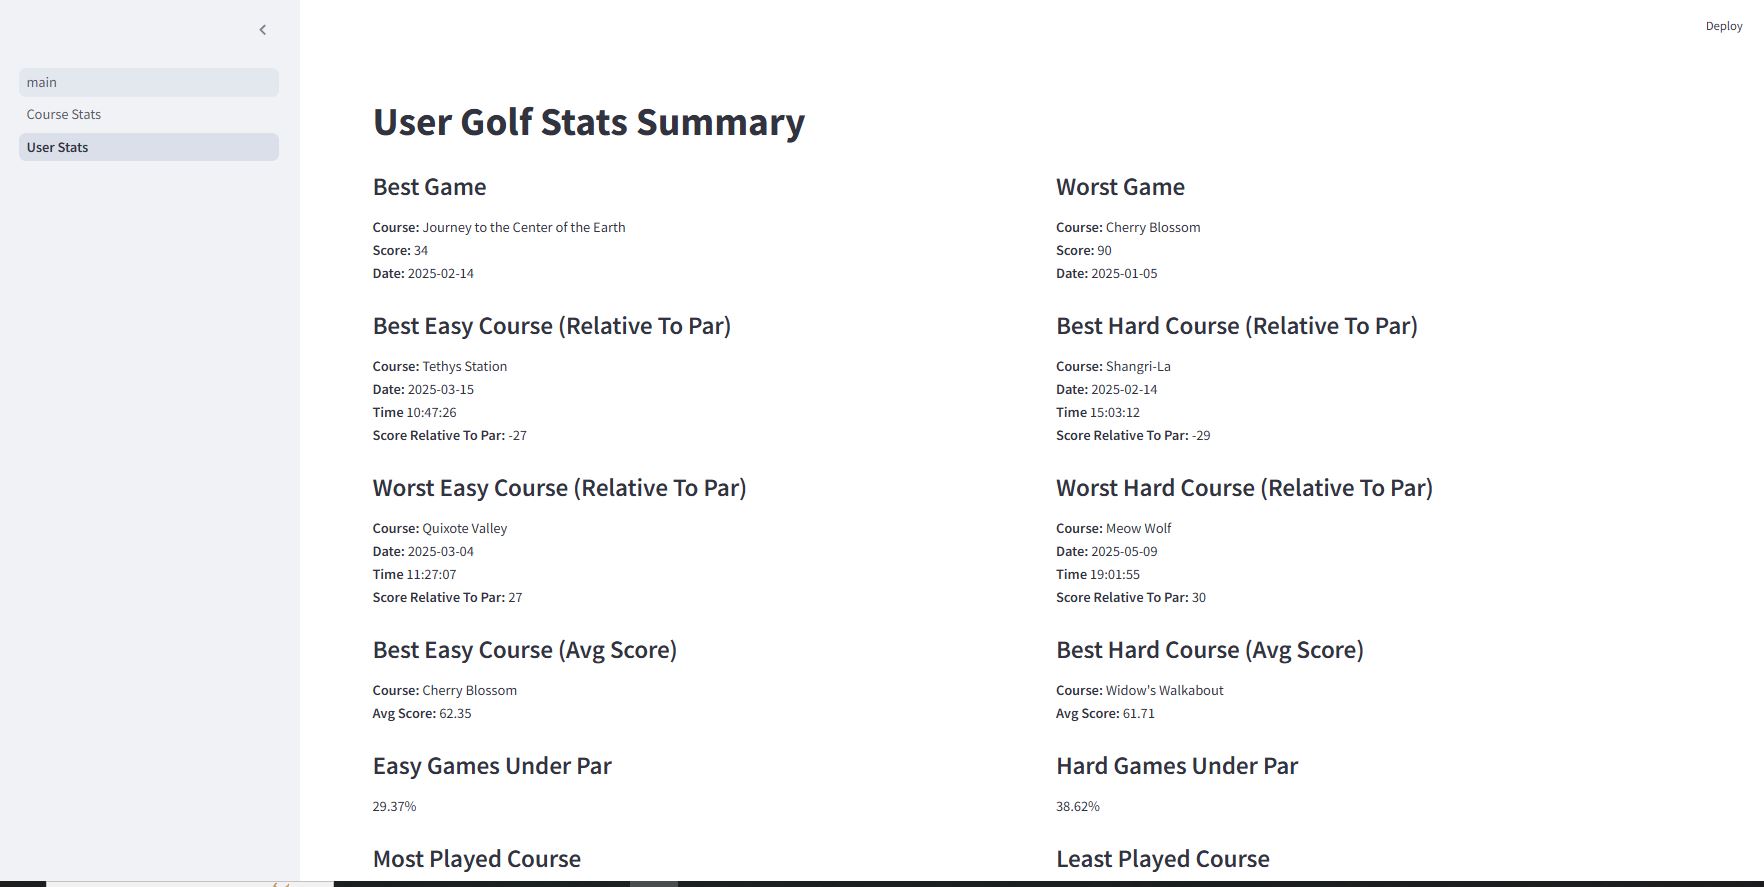 Deploy
main
Course Stats
User Stats
User Golf Stats Summary
Best Game
Course: Journey to the Center of the Earth
Score: 34
Date: 2025-02-14
Worst Game
Course: Cherry Blossom
Score: 90
Date: 2025-01-05
Best Easy Course (Relative To Par)
Course: Tethys Station
Date: 2025-03-15
Time 10:47:26
Score Relative To Par: -27
Best Hard Course (Relative To Par)
Course: Shangri-La
Date: 2025-02-14
Time 15:03:12
Score Relative To Par: -29
Worst Easy Course (Relative To Par)
Course: Quixote Valley
Date: 2025-03-04
Time 11:27:07
Score Relative To Par: 27
Worst Hard Course (Relative To Par)
Course: Meow Wolf
Date: 2025-05-09
Time 19:01:55
Score Relative To Par: 30
Best Easy Course (Avg Score)
Course: Cherry Blossom
Avg Score: 62.35
Best Hard Course (Avg Score)
Course: Widow's Walkabout
Avg Score: 61.71
Easy Games Under Par
29.37%
Hard Games Under Par
38.62%
Most Played Course
Least Played Course